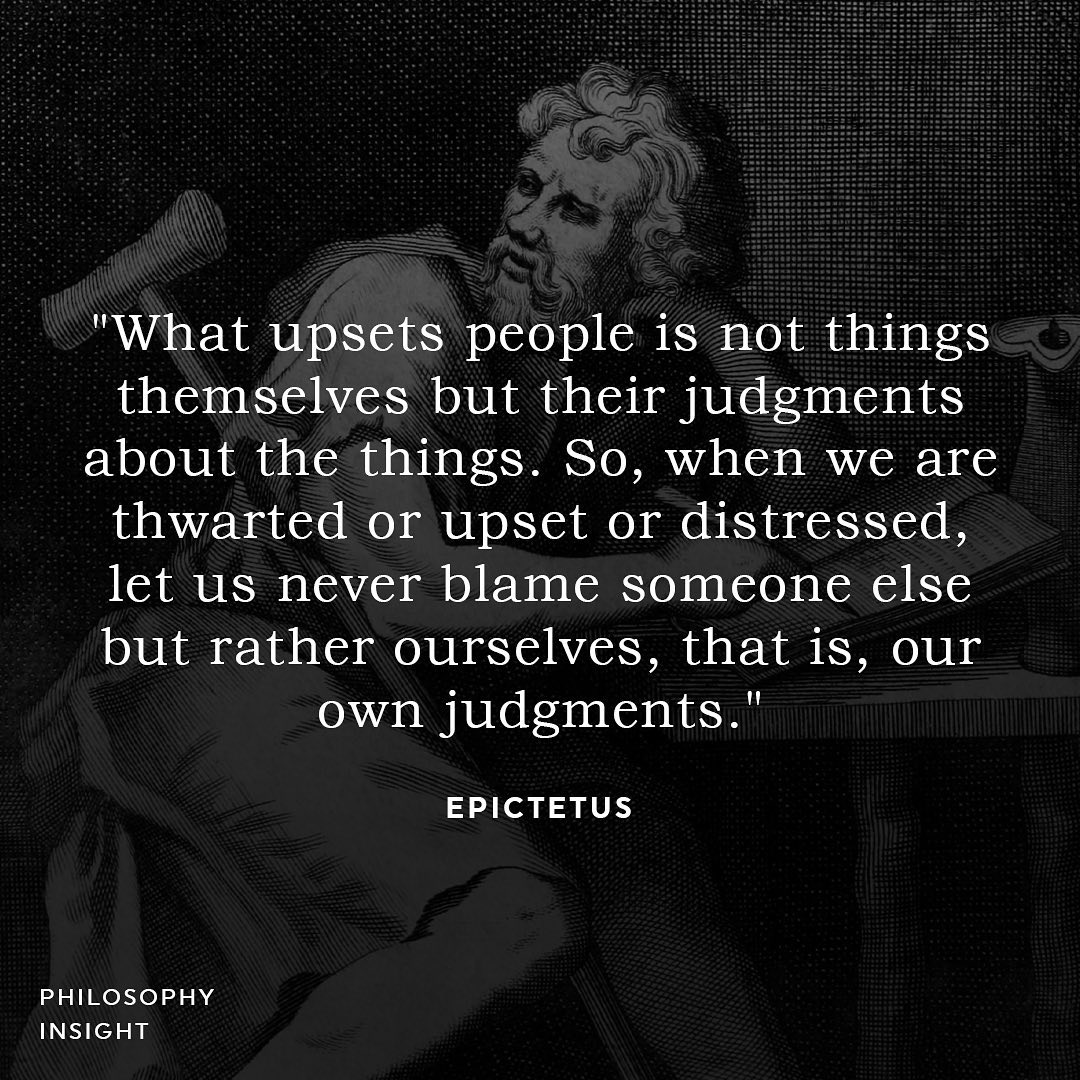 "What upsets people is not things
themselves but their judgments
about the things. So, when we are
thwarted or upset or distressed,
let us never blame someone else
but rather ourselves, that is, our
own judgments."
EPICTETUS
PHILOSOPHY
INSIGHT